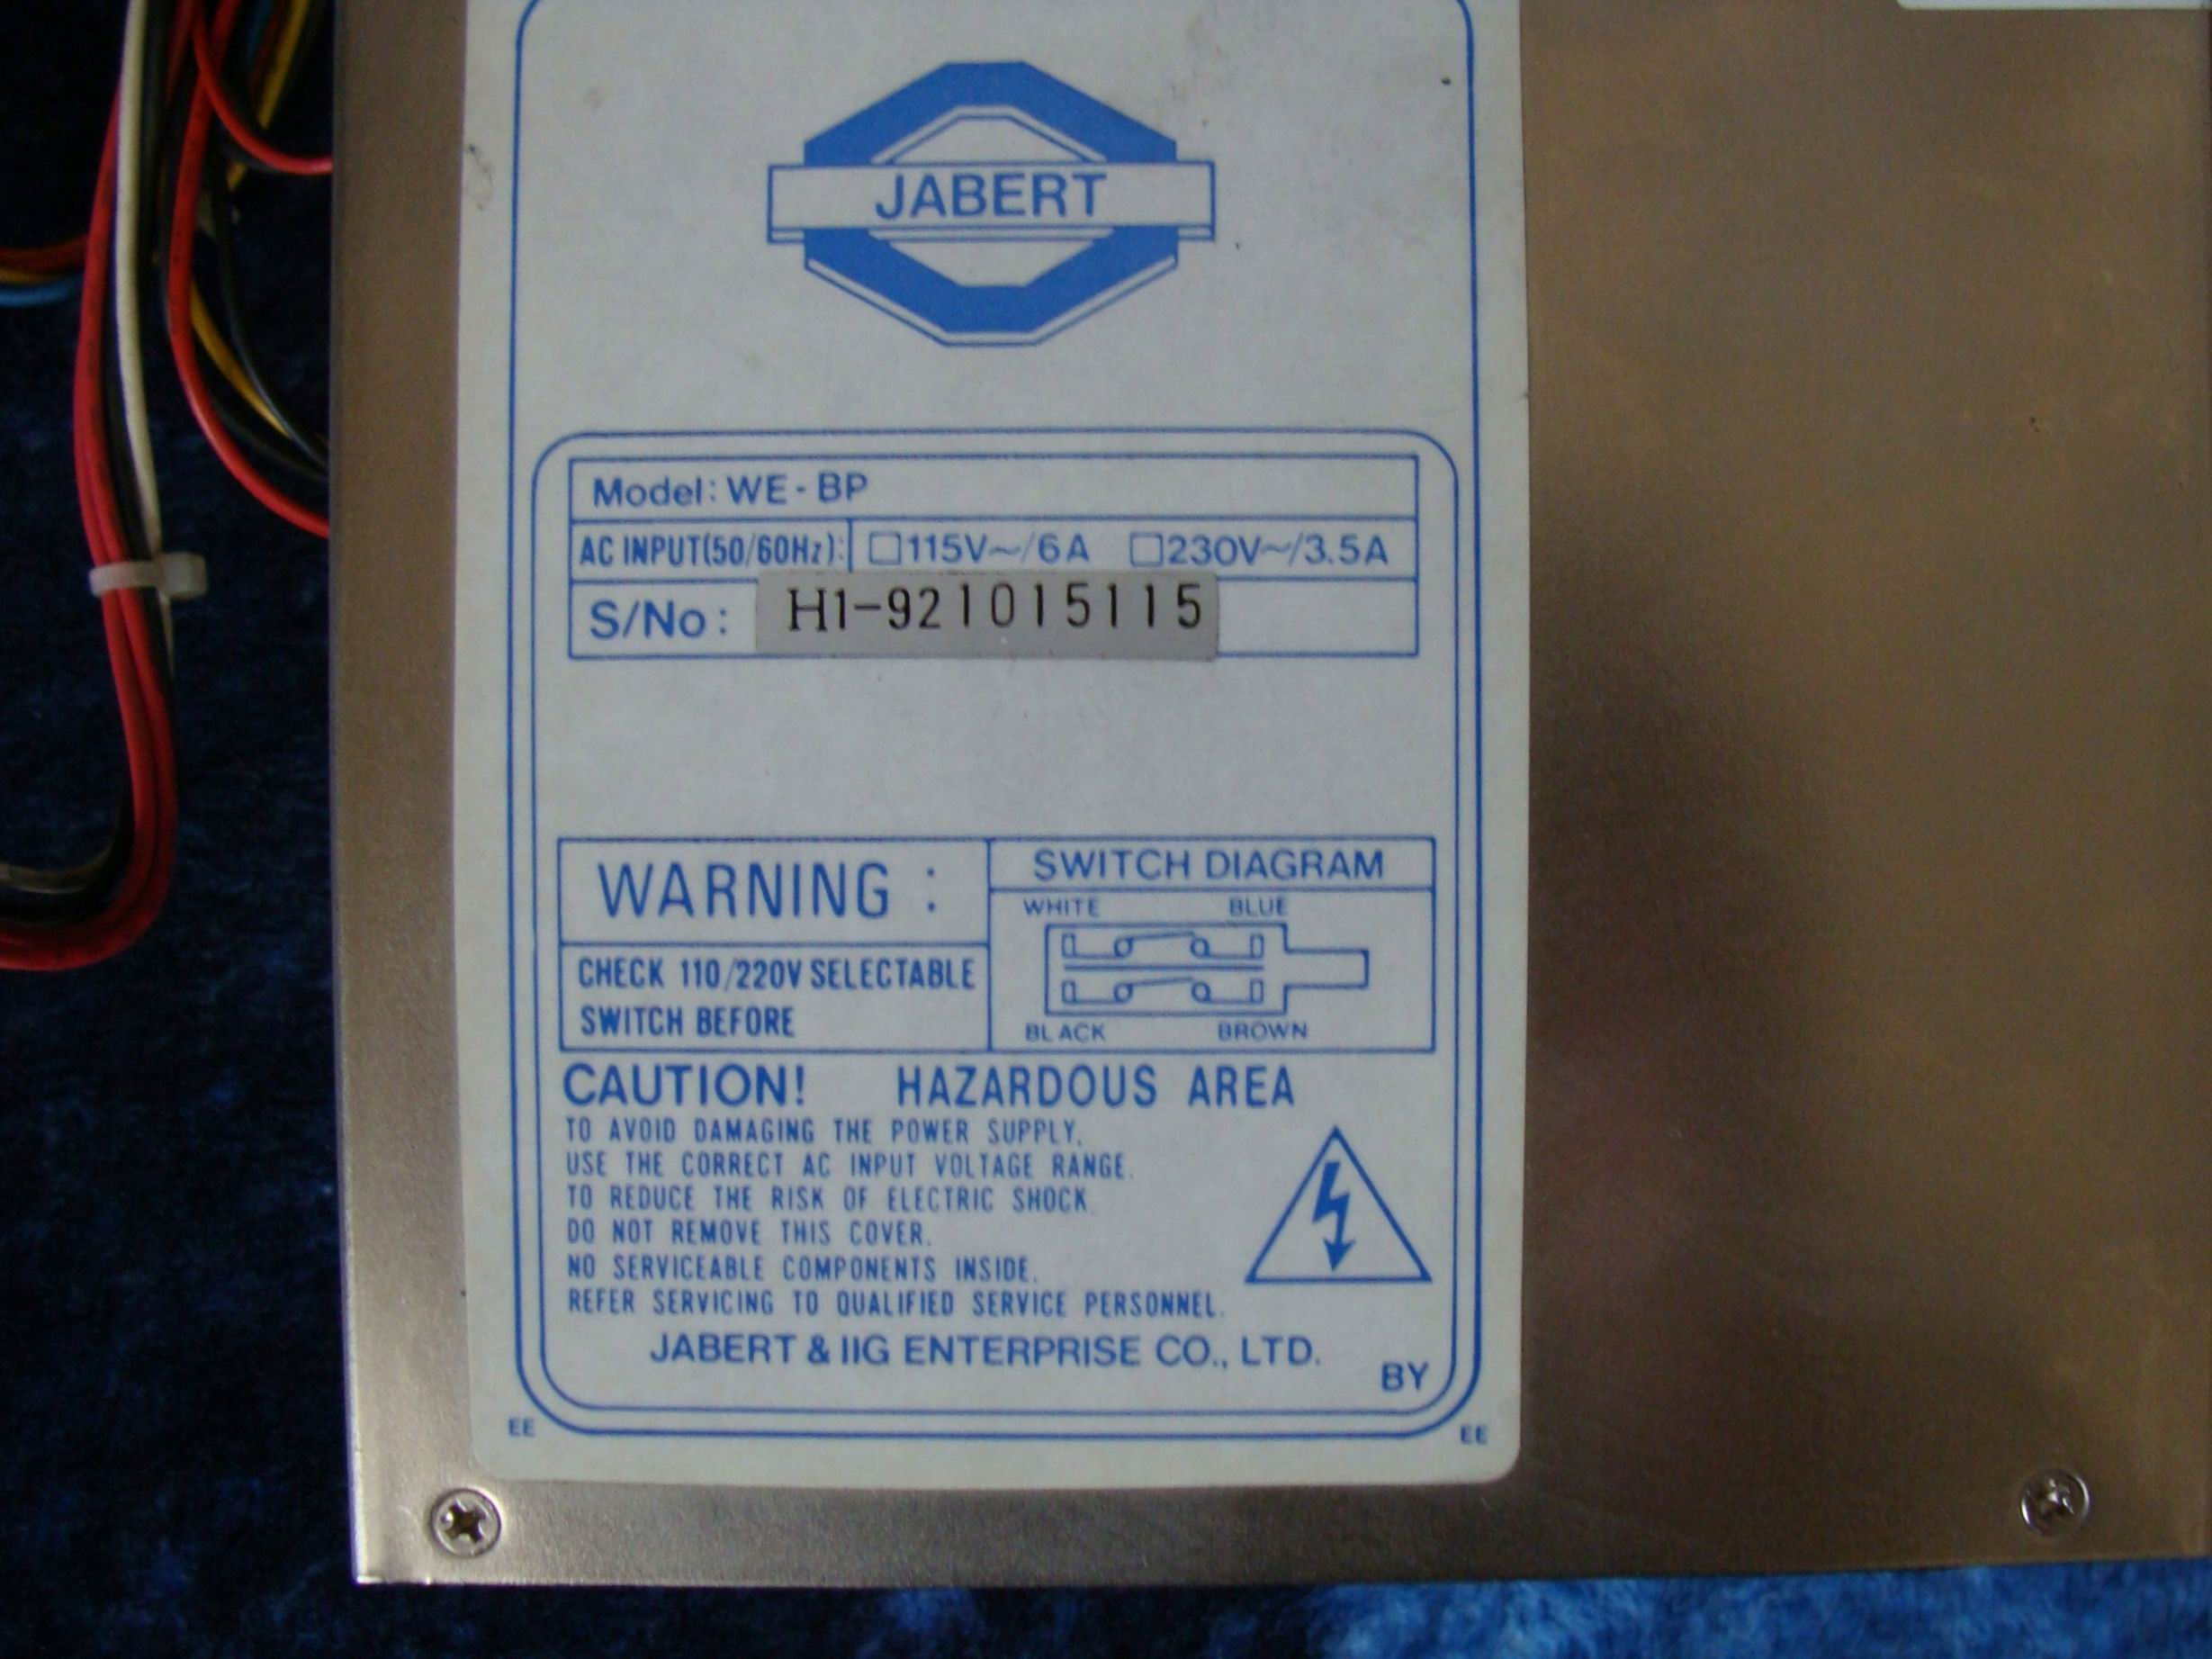 JABERT
Model: WE-BP
AC INPUT(50/60Hz): □115V~/6A □230V~/3.5A
S/No: H1-921015115
WARNING :
CHECK 110/220V SELECTABLE
SWITCH BEFORE
SWITCH DIAGRAM
WHITE BLUE
BLACK BROWN
CAUTION! HAZARDOUS AREA
TO AVOID DAMAGING THE POWER SUPPLY,
USE THE CORRECT AC INPUT VOLTAGE RANGE.
TO REDUCE THE RISK OF ELECTRIC SHOCK.
DO NOT REMOVE THIS COVER.
NO SERVICEABLE COMPONENTS INSIDE.
REFER SERVICING TO QUALIFIED SERVICE PERSONNEL.
JABERT & IIG ENTERPRISE CO., LTD.
BY
EE EE